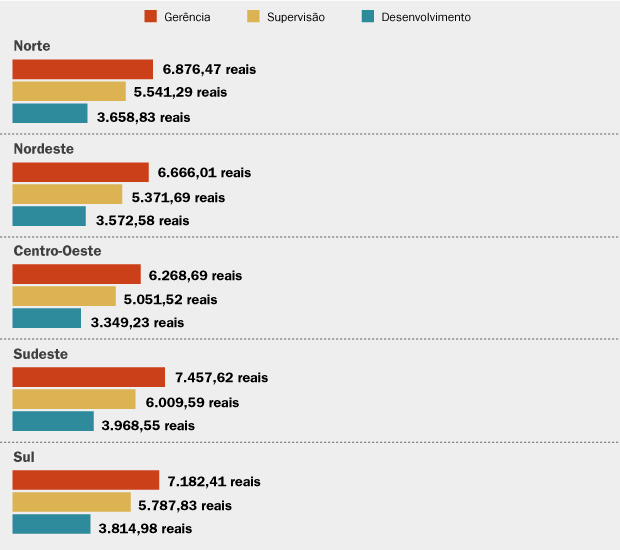 Gerência Supervisão Desenvolvimento
Norte
6.876,47 reais
5.541,29 reais
3.658,83 reais
Nordeste
6.666,01 reais
5.371,69 reais
3.572,58 reais
Centro-Oeste
6.268,69 reais
5.051,52 reais
3.349,23 reais
Sudeste
7.457,62 reais
6.009,59 reais
3.968,55 reais
Sul
7.182,41 reais
5.787,83 reais
3.814,98 reais